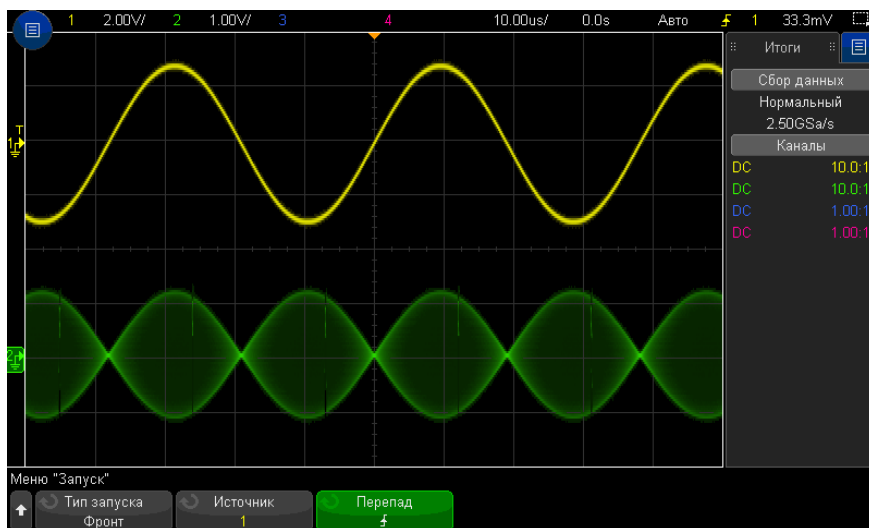 1 2.00V/ 2 1.00V/ 3 4 10.00us/ 0.0s Авто 1 33.3mV
Итоги
Сбор данных
Нормальный
2.50GSa/s
Каналы
DC 10.0:1
DC 10.0:1
DC 1.00:1
DC 1.00:1
T
1
2
Меню "Запуск"
Тип запуска Источник Перепад
Фронт 1